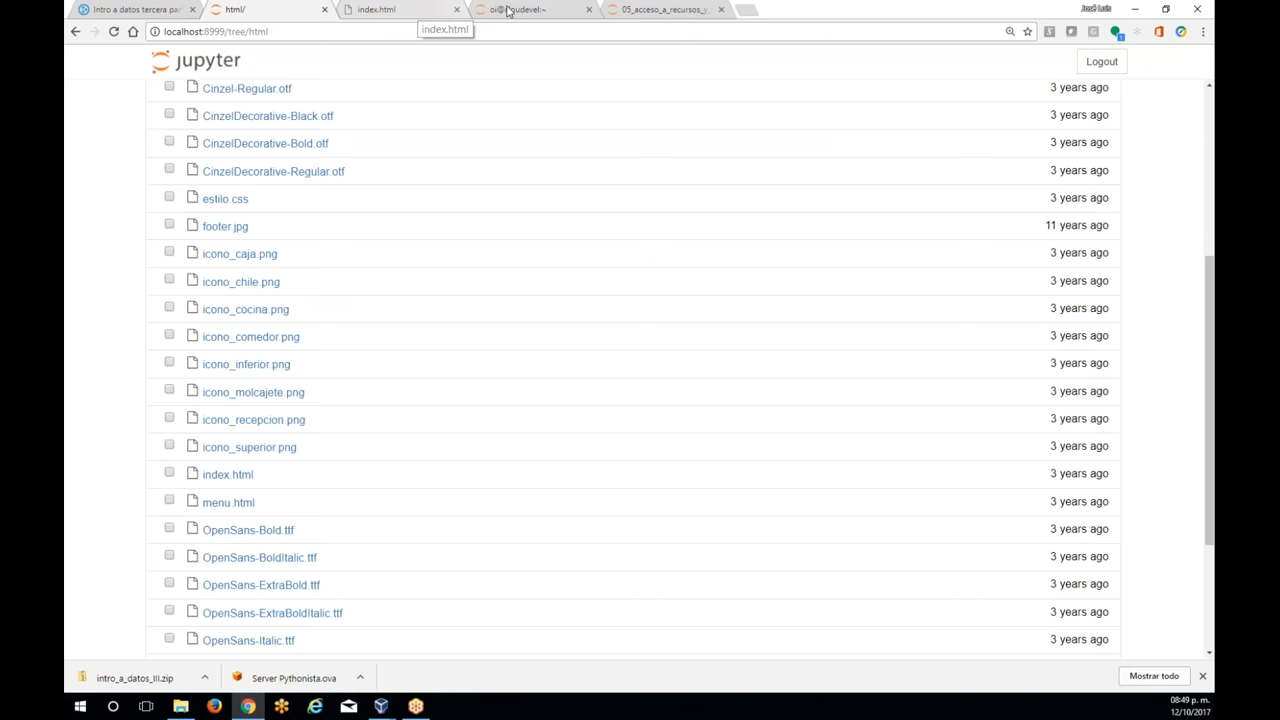 Intro a datos tercera par
html/
index.html
05_acceso_a_recursos_y_
José Luis
localhost:8999/tree/html
index.html
jupyter
Logout
Cinzel-Regular.otf 3 years ago
CinzelDecorative-Black.otf 3 years ago
CinzelDecorative-Bold.otf 3 years ago
CinzelDecorative-Regular.otf 3 years ago
estilo.css 3 years ago
footer.jpg 11 years ago
icono_caja.png 3 years ago
icono_chile.png 3 years ago
icono_cocina.png 3 years ago
icono_comedor.png 3 years ago
icono_inferior.png 3 years ago
icono_molcajete.png 3 years ago
icono_recepcion.png 3 years ago
icono_superior.png 3 years ago
index.html 3 years ago
menu.html 3 years ago
OpenSans-Bold.ttf 3 years ago
OpenSans-BoldItalic.ttf 3 years ago
OpenSans-ExtraBold.ttf 3 years ago
OpenSans-ExtraBoldItalic.ttf 3 years ago
OpenSans-Italic.ttf 3 years ago
intro_a_datos_III.zip
Server Pythonista.ova
Mostrar todo
08:49 p. m.
12/10/2017